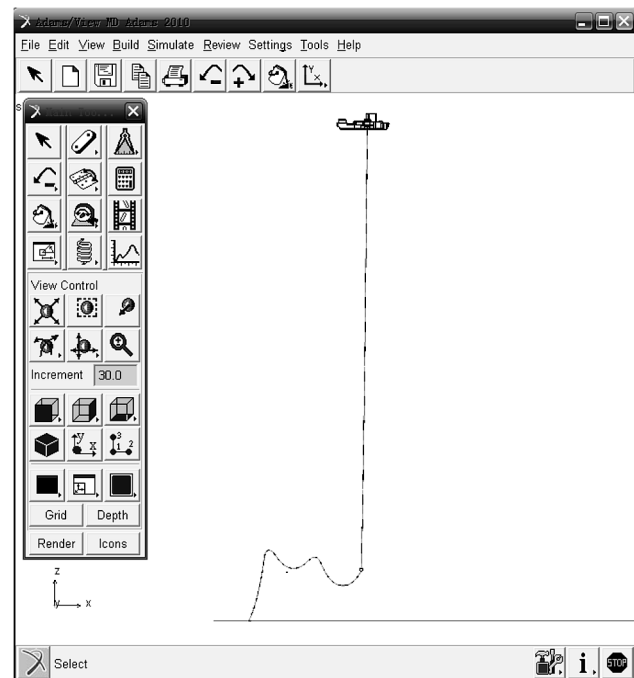 Adams/View MD Adams 2010
File Edit View Build Simulate Review Settings Tools Help
View Control
Increment 30.0
Grid Depth
Render Icons
z
y x
Select
i STOP